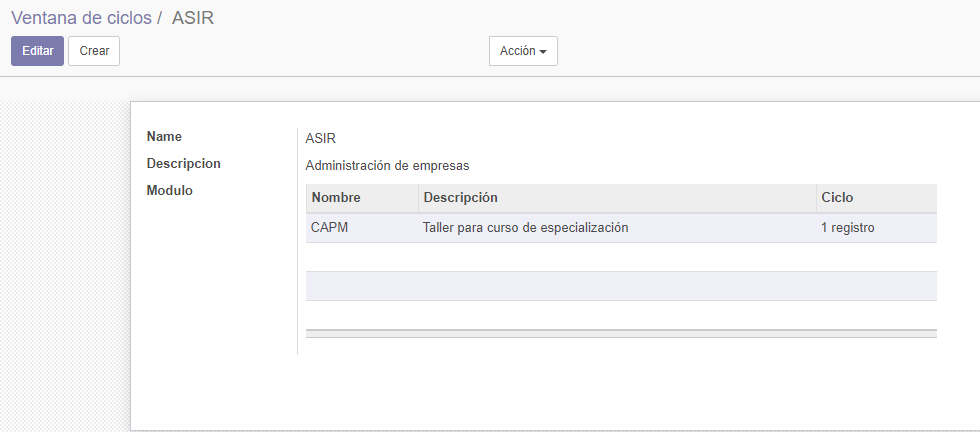 Ventana de ciclos / ASIR
Editar Crear Acción
Name ASIR
Descripcion Administración de empresas
Modulo
Nombre Descripción Ciclo
CAPM Taller para curso de especialización 1 registro